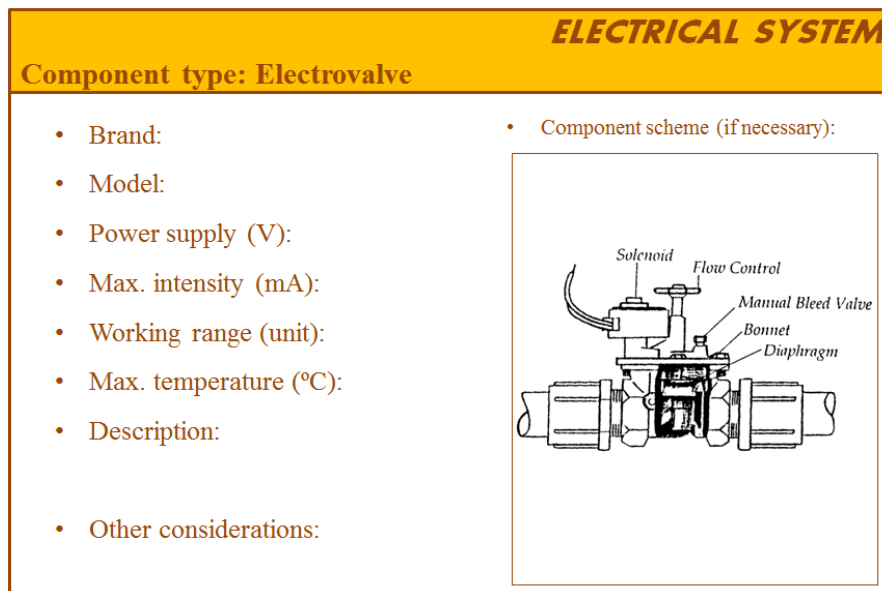 ELECTRICAL SYSTEM
Component type: Electrovalve
• Brand:
• Model:
• Power supply (V):
• Max. intensity (mA):
• Working range (unit):
• Max. temperature (ºC):
• Description:
• Other considerations:
• Component scheme (if necessary):
Solenoid
Flow Control
Manual Bleed Valve
Bonnet
Diaphragm